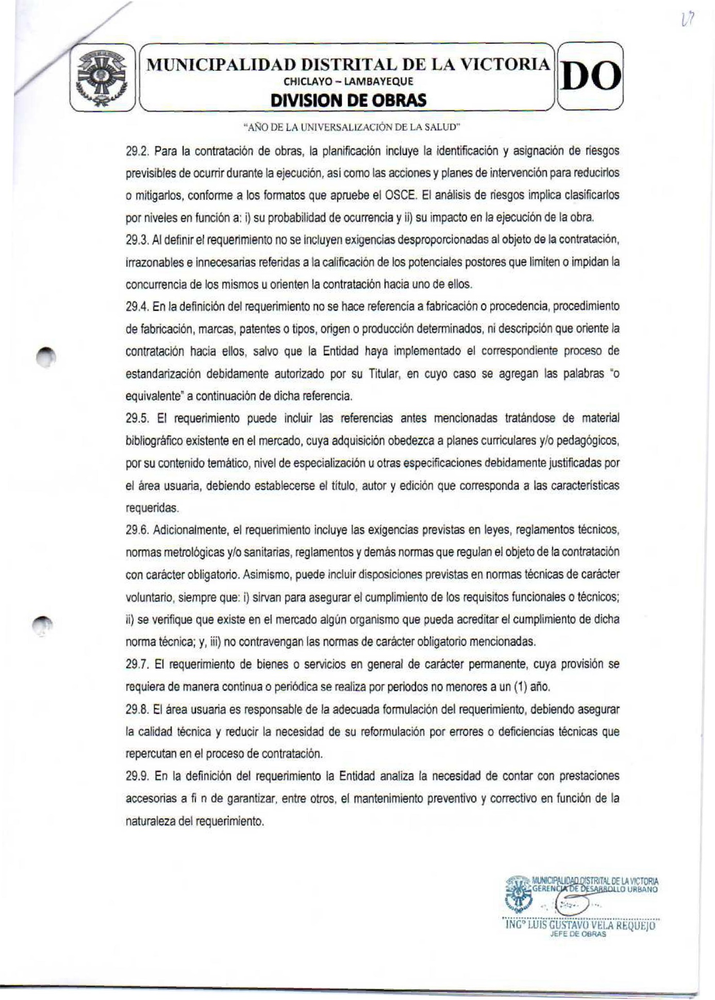 MUNICIPALIDAD DISTRITAL DE LA VICTORIA
CHICLAYO – LAMBAYEQUE
DIVISION DE OBRAS
DO
“AÑO DE LA UNIVERSALIZACIÓN DE LA SALUD”
29.2. Para la contratación de obras, la planificación incluye la identificación y asignación de riesgos
previsibles de ocurrir durante la ejecución, así como las acciones y planes de intervención para reducirlos
o mitigarlos, conforme a los formatos que apruebe el OSCE. El análisis de riesgos implica clasificarlos
por niveles en función a: i) su probabilidad de ocurrencia y ii) su impacto en la ejecución de la obra.
29.3. Al definir el requerimiento no se incluyen exigencias desproporcionadas al objeto de la contratación,
irrazonables e innecesarias referidas a la calificación de los potenciales postores que limiten o impidan la
concurrencia de los mismos u orienten la contratación hacia uno de ellos.
29.4. En la definición del requerimiento no se hace referencia a fabricación o procedencia, procedimiento
de fabricación, marcas, patentes o tipos, origen o producción determinados, ni descripción que oriente la
contratación hacia ellos, salvo que la Entidad haya implementado el correspondiente proceso de
estandarización debidamente autorizado por su Titular, en cuyo caso se agregan las palabras “o
equivalente” a continuación de dicha referencia.
29.5. El requerimiento puede incluir las referencias antes mencionadas tratándose de material
bibliográfico existente en el mercado, cuya adquisición obedezca a planes curriculares y/o pedagógicos,
por su contenido temático, nivel de especialización u otras especificaciones debidamente justificadas por
el área usuaria, debiendo establecerse el título, autor y edición que corresponda a las características
requeridas.
29.6. Adicionalmente, el requerimiento incluye las exigencias previstas en leyes, reglamentos técnicos,
normas metrológicas y/o sanitarias, reglamentos y demás normas que regulan el objeto de la contratación
con carácter obligatorio. Asimismo, puede incluir disposiciones previstas en normas técnicas de carácter
voluntario, siempre que: i) sirvan para asegurar el cumplimiento de los requisitos funcionales o técnicos;
ii) se verifique que existe en el mercado algún organismo que pueda acreditar el cumplimiento de dicha
norma técnica; y, iii) no contravengan las normas de carácter obligatorio mencionadas.
29.7. El requerimiento de bienes o servicios en general de carácter permanente, cuya provisión se
requiera de manera continua o periódica se realiza por periodos no menores a un (1) año.
29.8. El área usuaria es responsable de la adecuada formulación del requerimiento, debiendo asegurar
la calidad técnica y reducir la necesidad de su reformulación por errores o deficiencias técnicas que
repercutan en el proceso de contratación.
29.9. En la definición del requerimiento la Entidad analiza la necesidad de contar con prestaciones
accesorias a fi n de garantizar, entre otros, el mantenimiento preventivo y correctivo en función de la
naturaleza del requerimiento.
MUNICIPALIDAD DISTRITAL DE LA VICTORIA
GERENCIA DE DESARROLLO URBANO
INGº LUIS GUSTAVO VELA REQUEJO
JEFE DE OBRAS